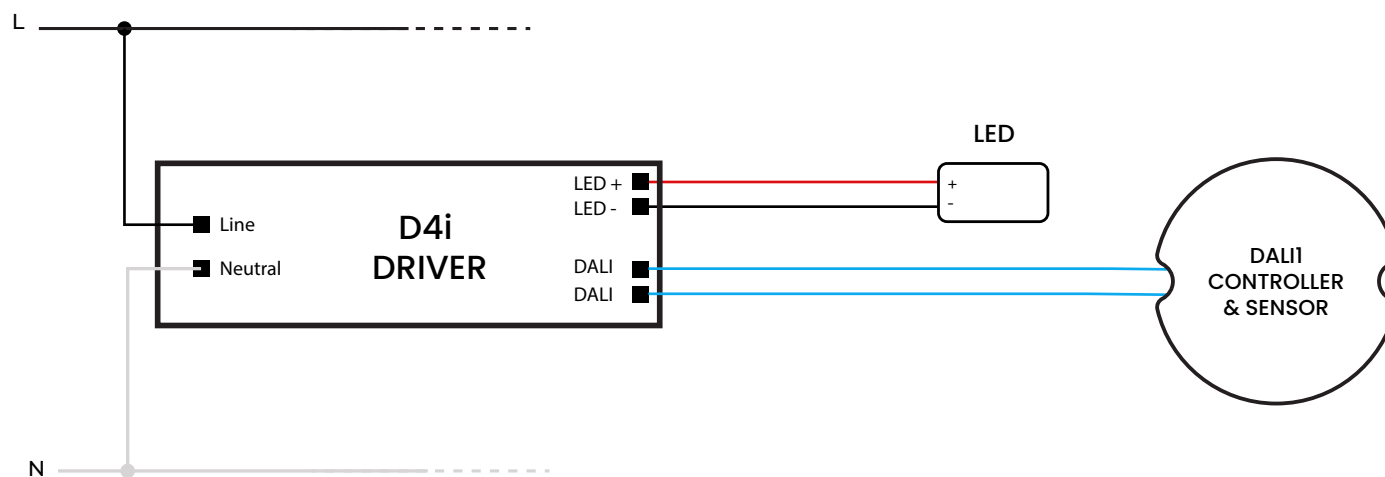 L
LED
LED +
+
LED -
-
Line
D4i
DRIVER
Neutral
DALI
DALI
DALI1
CONTROLLER
& SENSOR
N